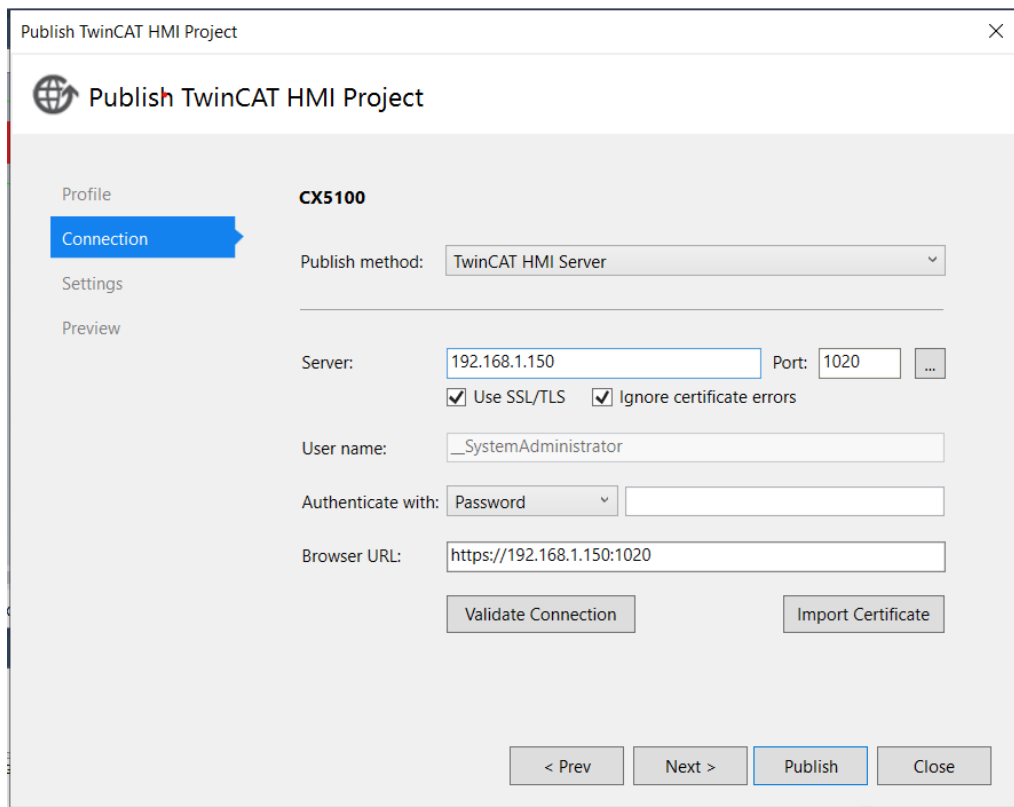 Publish TwinCAT HMI Project
Publish TwinCAT HMI Project
Profile
Connection
Settings
Preview
CX5100
Publish method: TwinCAT HMI Server
Server: 192.168.1.150 Port: 1020 ...
Use SSL/TLS Ignore certificate errors
User name: __SystemAdministrator
Authenticate with: Password
Browser URL: https://192.168.1.150:1020
Validate Connection Import Certificate
< Prev Next > Publish Close